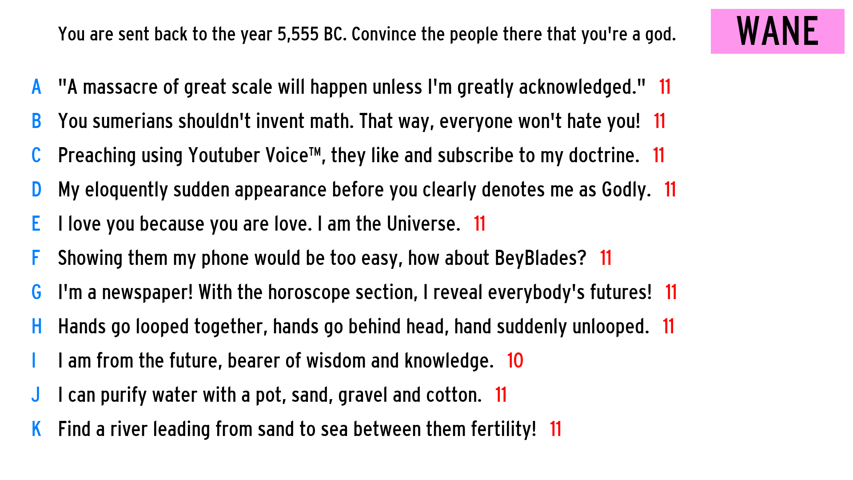 You are sent back to the year 5,555 BC. Convince the people there that you're a god.
WANE
A "A massacre of great scale will happen unless I'm greatly acknowledged." 11
B You sumerians shouldn't invent math. That way, everyone won't hate you! 11
C Preaching using Youtuber Voice™, they like and subscribe to my doctrine. 11
D My eloquently sudden appearance before you clearly denotes me as Godly. 11
E I love you because you are love. I am the Universe. 11
F Showing them my phone would be too easy, how about BeyBlades? 11
G I'm a newspaper! With the horoscope section, I reveal everybody's futures! 11
H Hands go looped together, hands go behind head, hand suddenly unlooped. 11
I I am from the future, bearer of wisdom and knowledge. 10
J I can purify water with a pot, sand, gravel and cotton. 11
K Find a river leading from sand to sea between them fertility! 11